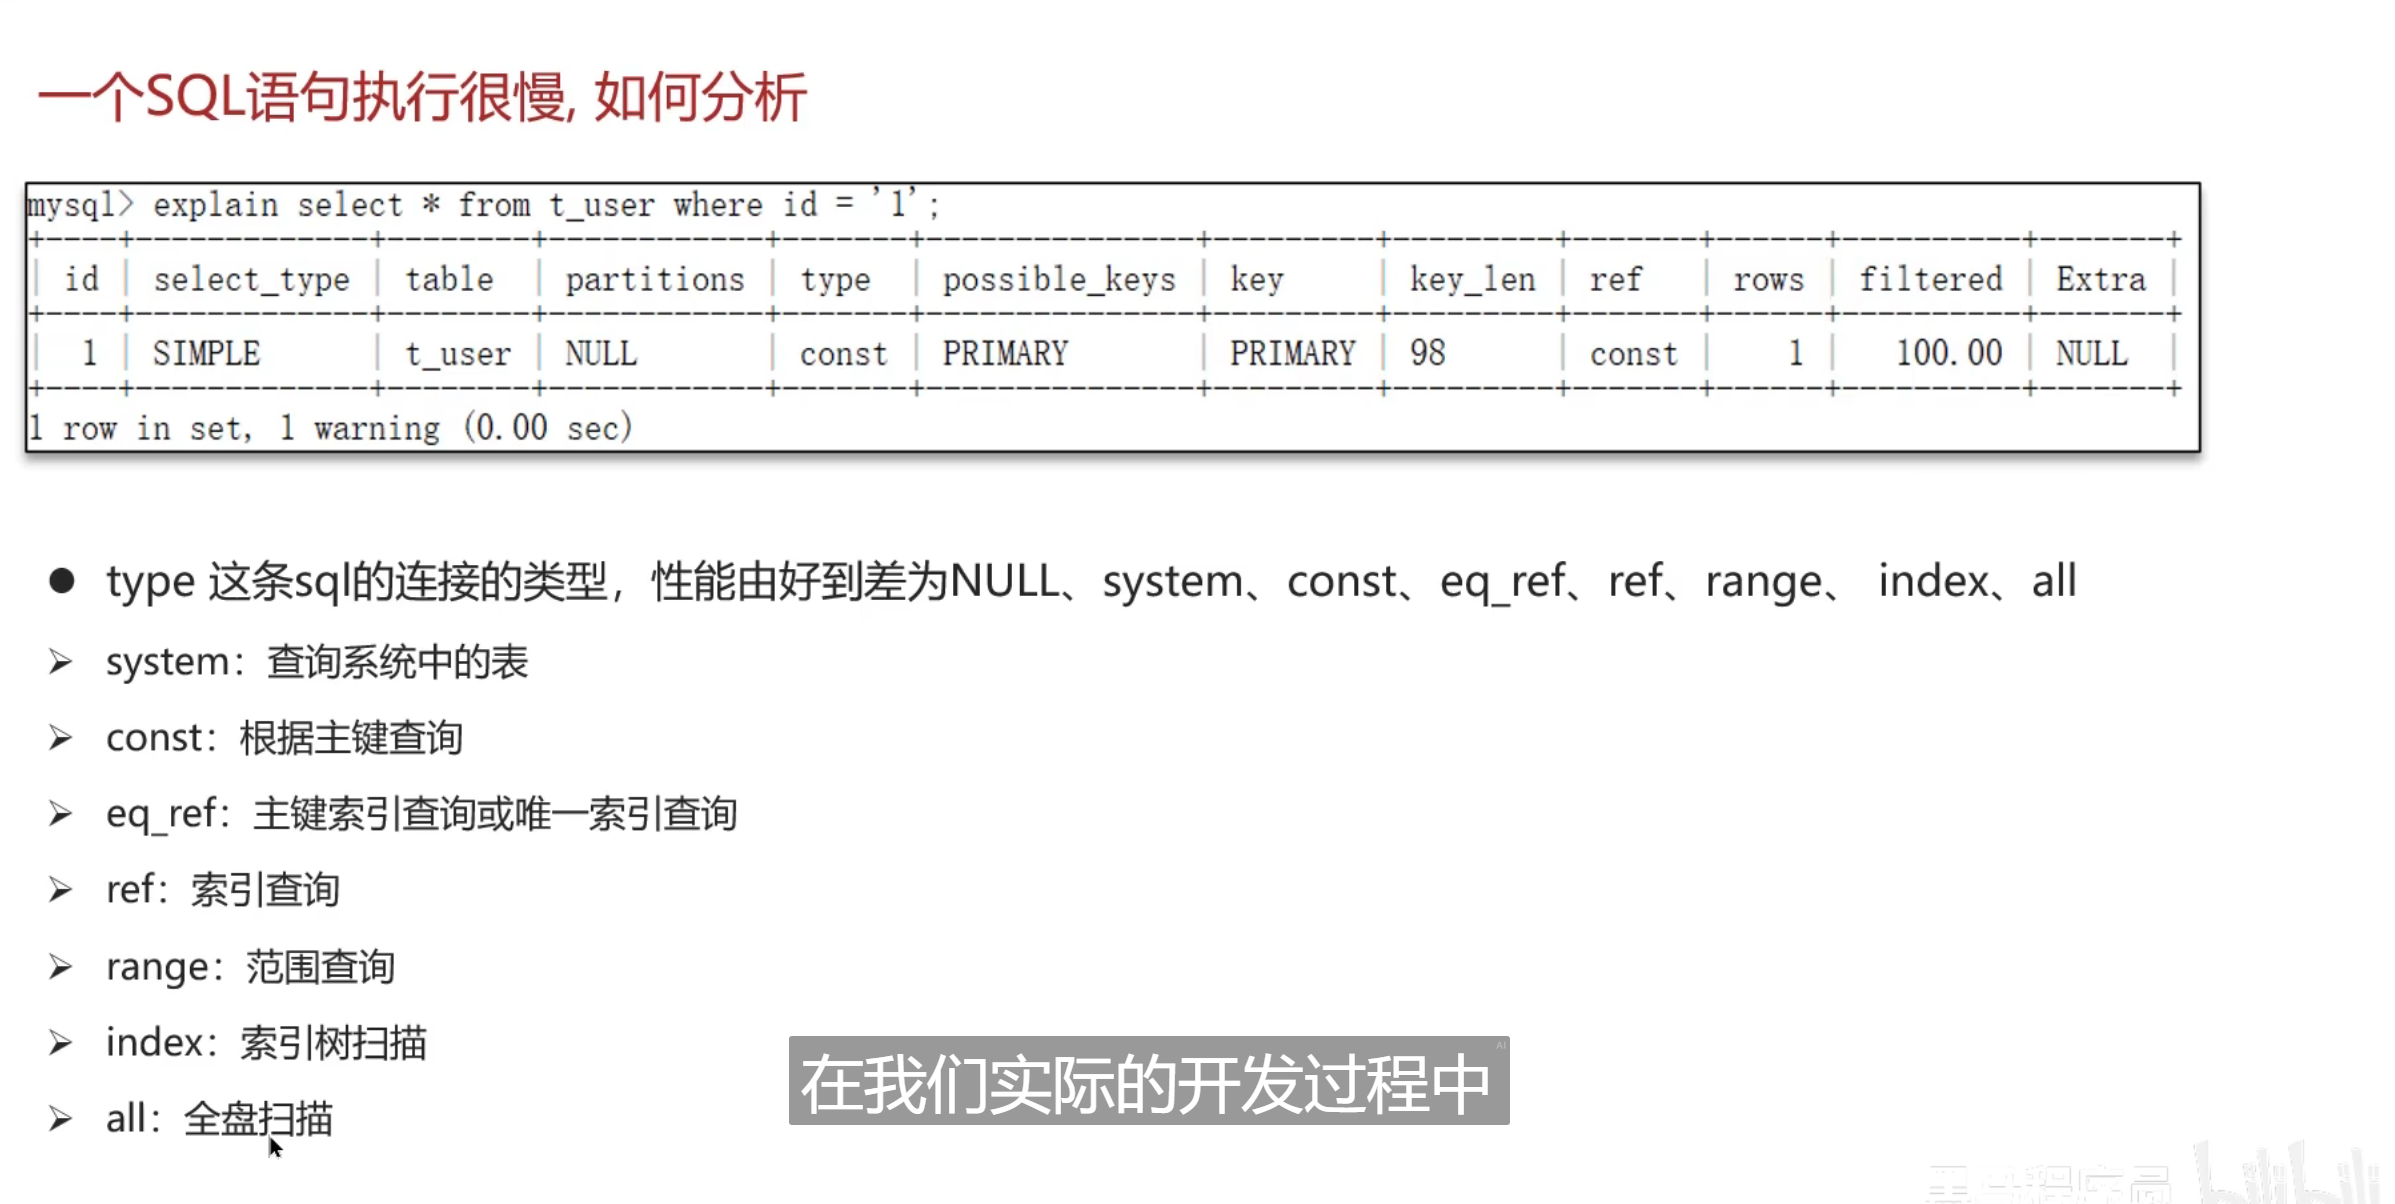 一个SQL语句执行很慢, 如何分析
mysql> explain select * from t_user where id = '1';
+----+-------------+--------+------------+-------+---------------+---------+---------+-------+------+----------+-------+
| id | select_type | table  | partitions | type  | possible_keys | key     | key_len | ref   | rows | filtered | Extra |
+----+-------------+--------+------------+-------+---------------+---------+---------+-------+------+----------+-------+
|  1 | SIMPLE      | t_user | NULL       | const | PRIMARY       | PRIMARY | 98      | const |    1 |   100.00 | NULL  |
+----+-------------+--------+------------+-------+---------------+---------+---------+-------+------+----------+-------+
1 row in set, 1 warning (0.00 sec)
● type 这条sql的连接的类型，性能由好到差为NULL、system、const、eq_ref、ref、range、 index、all
➢ system：查询系统中的表
➢ const：根据主键查询
➢ eq_ref：主键索引查询或唯一索引查询
➢ ref：索引查询
➢ range：范围查询
➢ index：索引树扫描
➢ all：全盘扫描
AI
在我们实际的开发过程中
bilibili